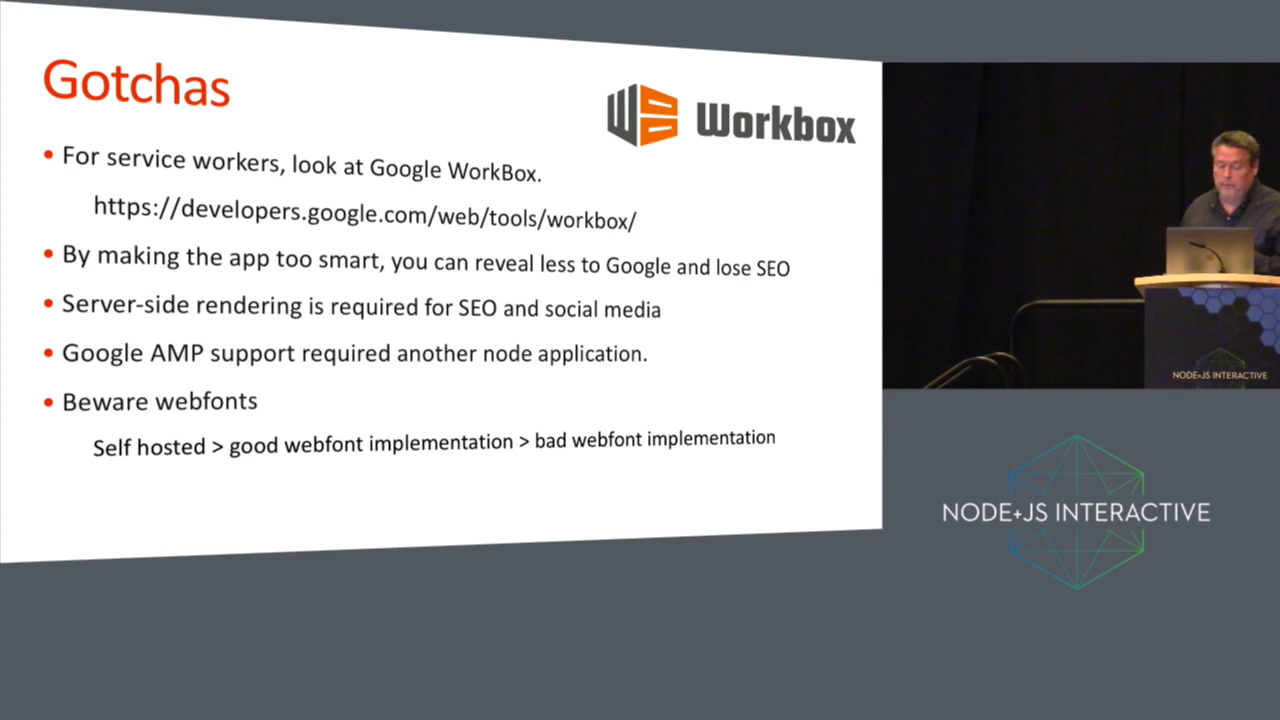 Gotchas
Workbox
• For service workers, look at Google WorkBox.
https://developers.google.com/web/tools/workbox/
• By making the app too smart, you can reveal less to Google and lose SEO
• Server-side rendering is required for SEO and social media
• Google AMP support required another node application.
• Beware webfonts
Self hosted > good webfont implementation > bad webfont implementation
NODE+JS INTERACTIVE
NODE+JS INTERACTIVE